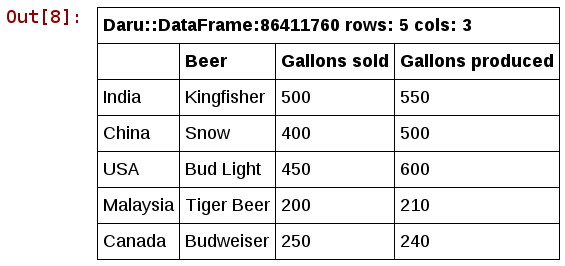 Out[8]:
Daru::DataFrame:86411760 rows: 5 cols: 3
Beer Gallons sold Gallons produced
India Kingfisher 500 550
China Snow 400 500
USA Bud Light 450 600
Malaysia Tiger Beer 200 210
Canada Budweiser 250 240